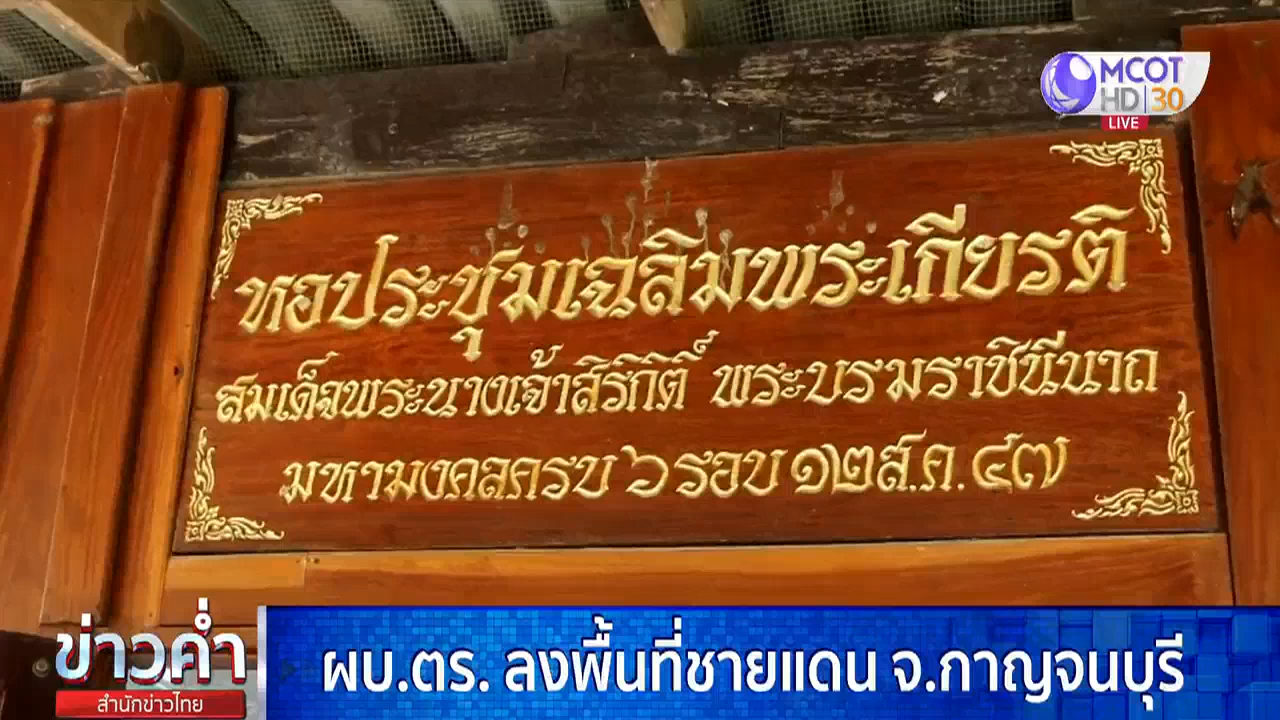 MCOT
HD 30
LIVE
หอประชุมเฉลิมพระเกียรติ
สมเด็จพระนางเจ้าสิริกิติ์ พระบรมราชินีนาถ
มหามงคลครบ ๖ รอบ ๑๒ ส.ค. ๔๗
ข่าวค่ำ
สำนักข่าวไทย
ผบ.ตร. ลงพื้นที่ชายแดน จ.กาญจนบุรี